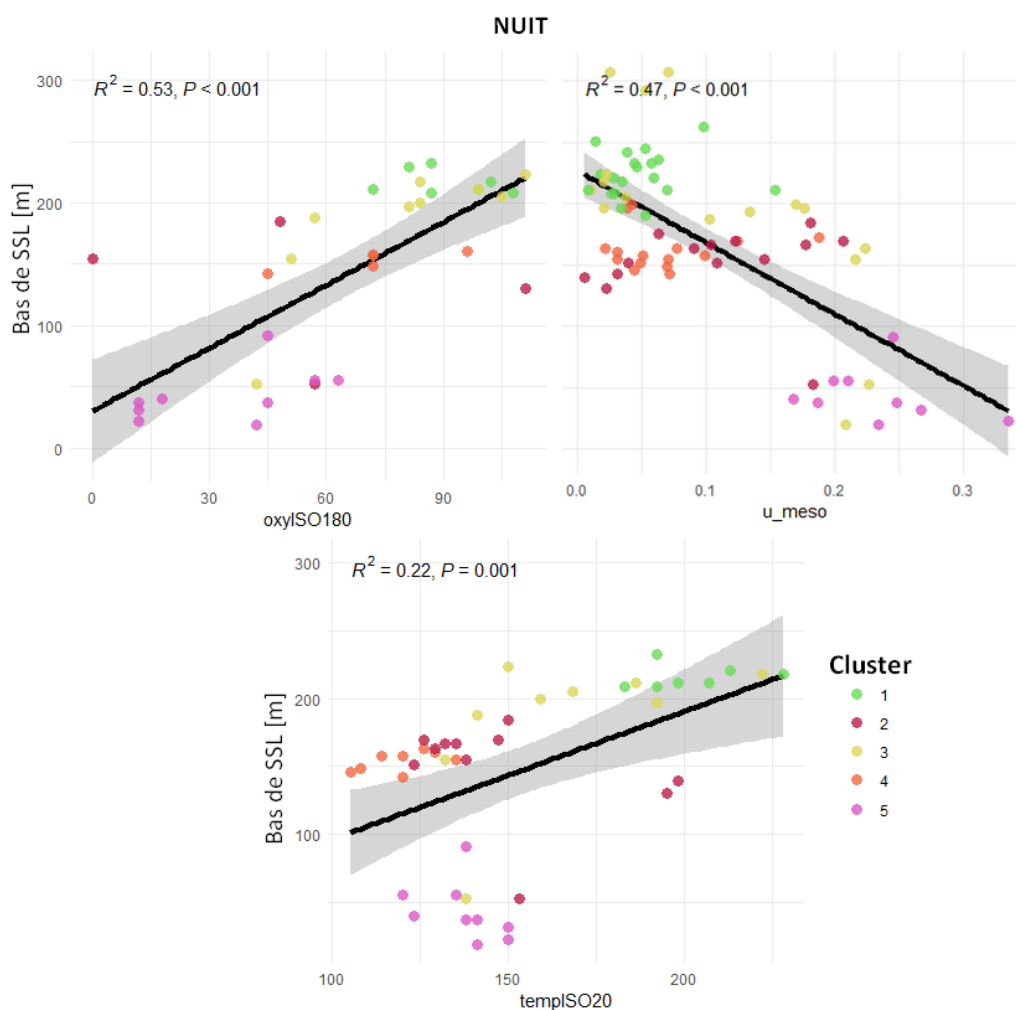 NUIT
R² = 0.53, P < 0.001
R² = 0.47, P < 0.001
Bas de SSL [m]
300
200
100
0
0 30 60 90
0.0 0.1 0.2 0.3
oxyISO180
u_meso
R² = 0.22, P = 0.001
Bas de SSL [m]
300
200
100
100 150 200
tempISO20
Cluster
1
2
3
4
5